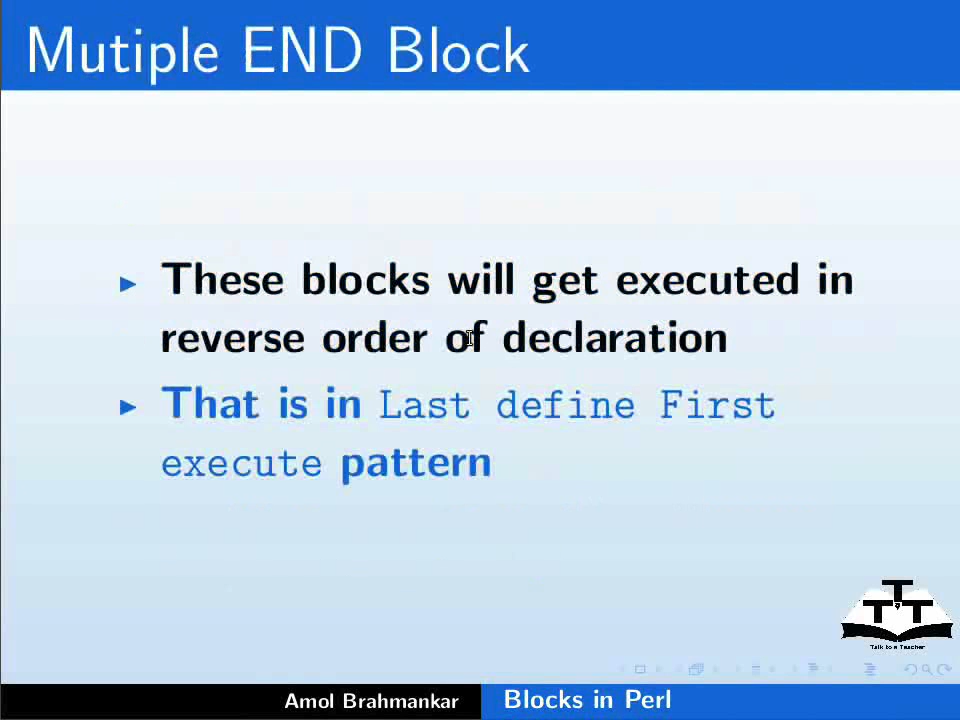 Mutiple END Block
These blocks will get executed in
reverse order of declaration
That is in Last define First
execute pattern
T T T
Talk to a Teacher
Amol Brahmankar
Blocks in Perl